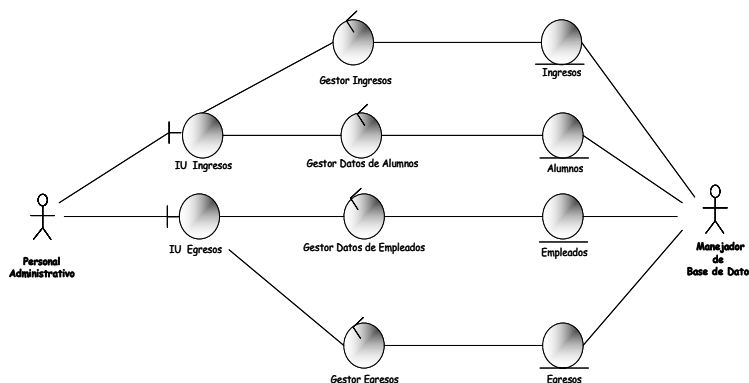 Gestor Ingresos
Ingresos
IU Ingresos
Gestor Datos de Alumnos
Alumnos
IU Egresos
Gestor Datos de Empleados
Empleados
Personal
Administrativo
Manejador
de
Base de Dato
Gestor Egresos
Egresos